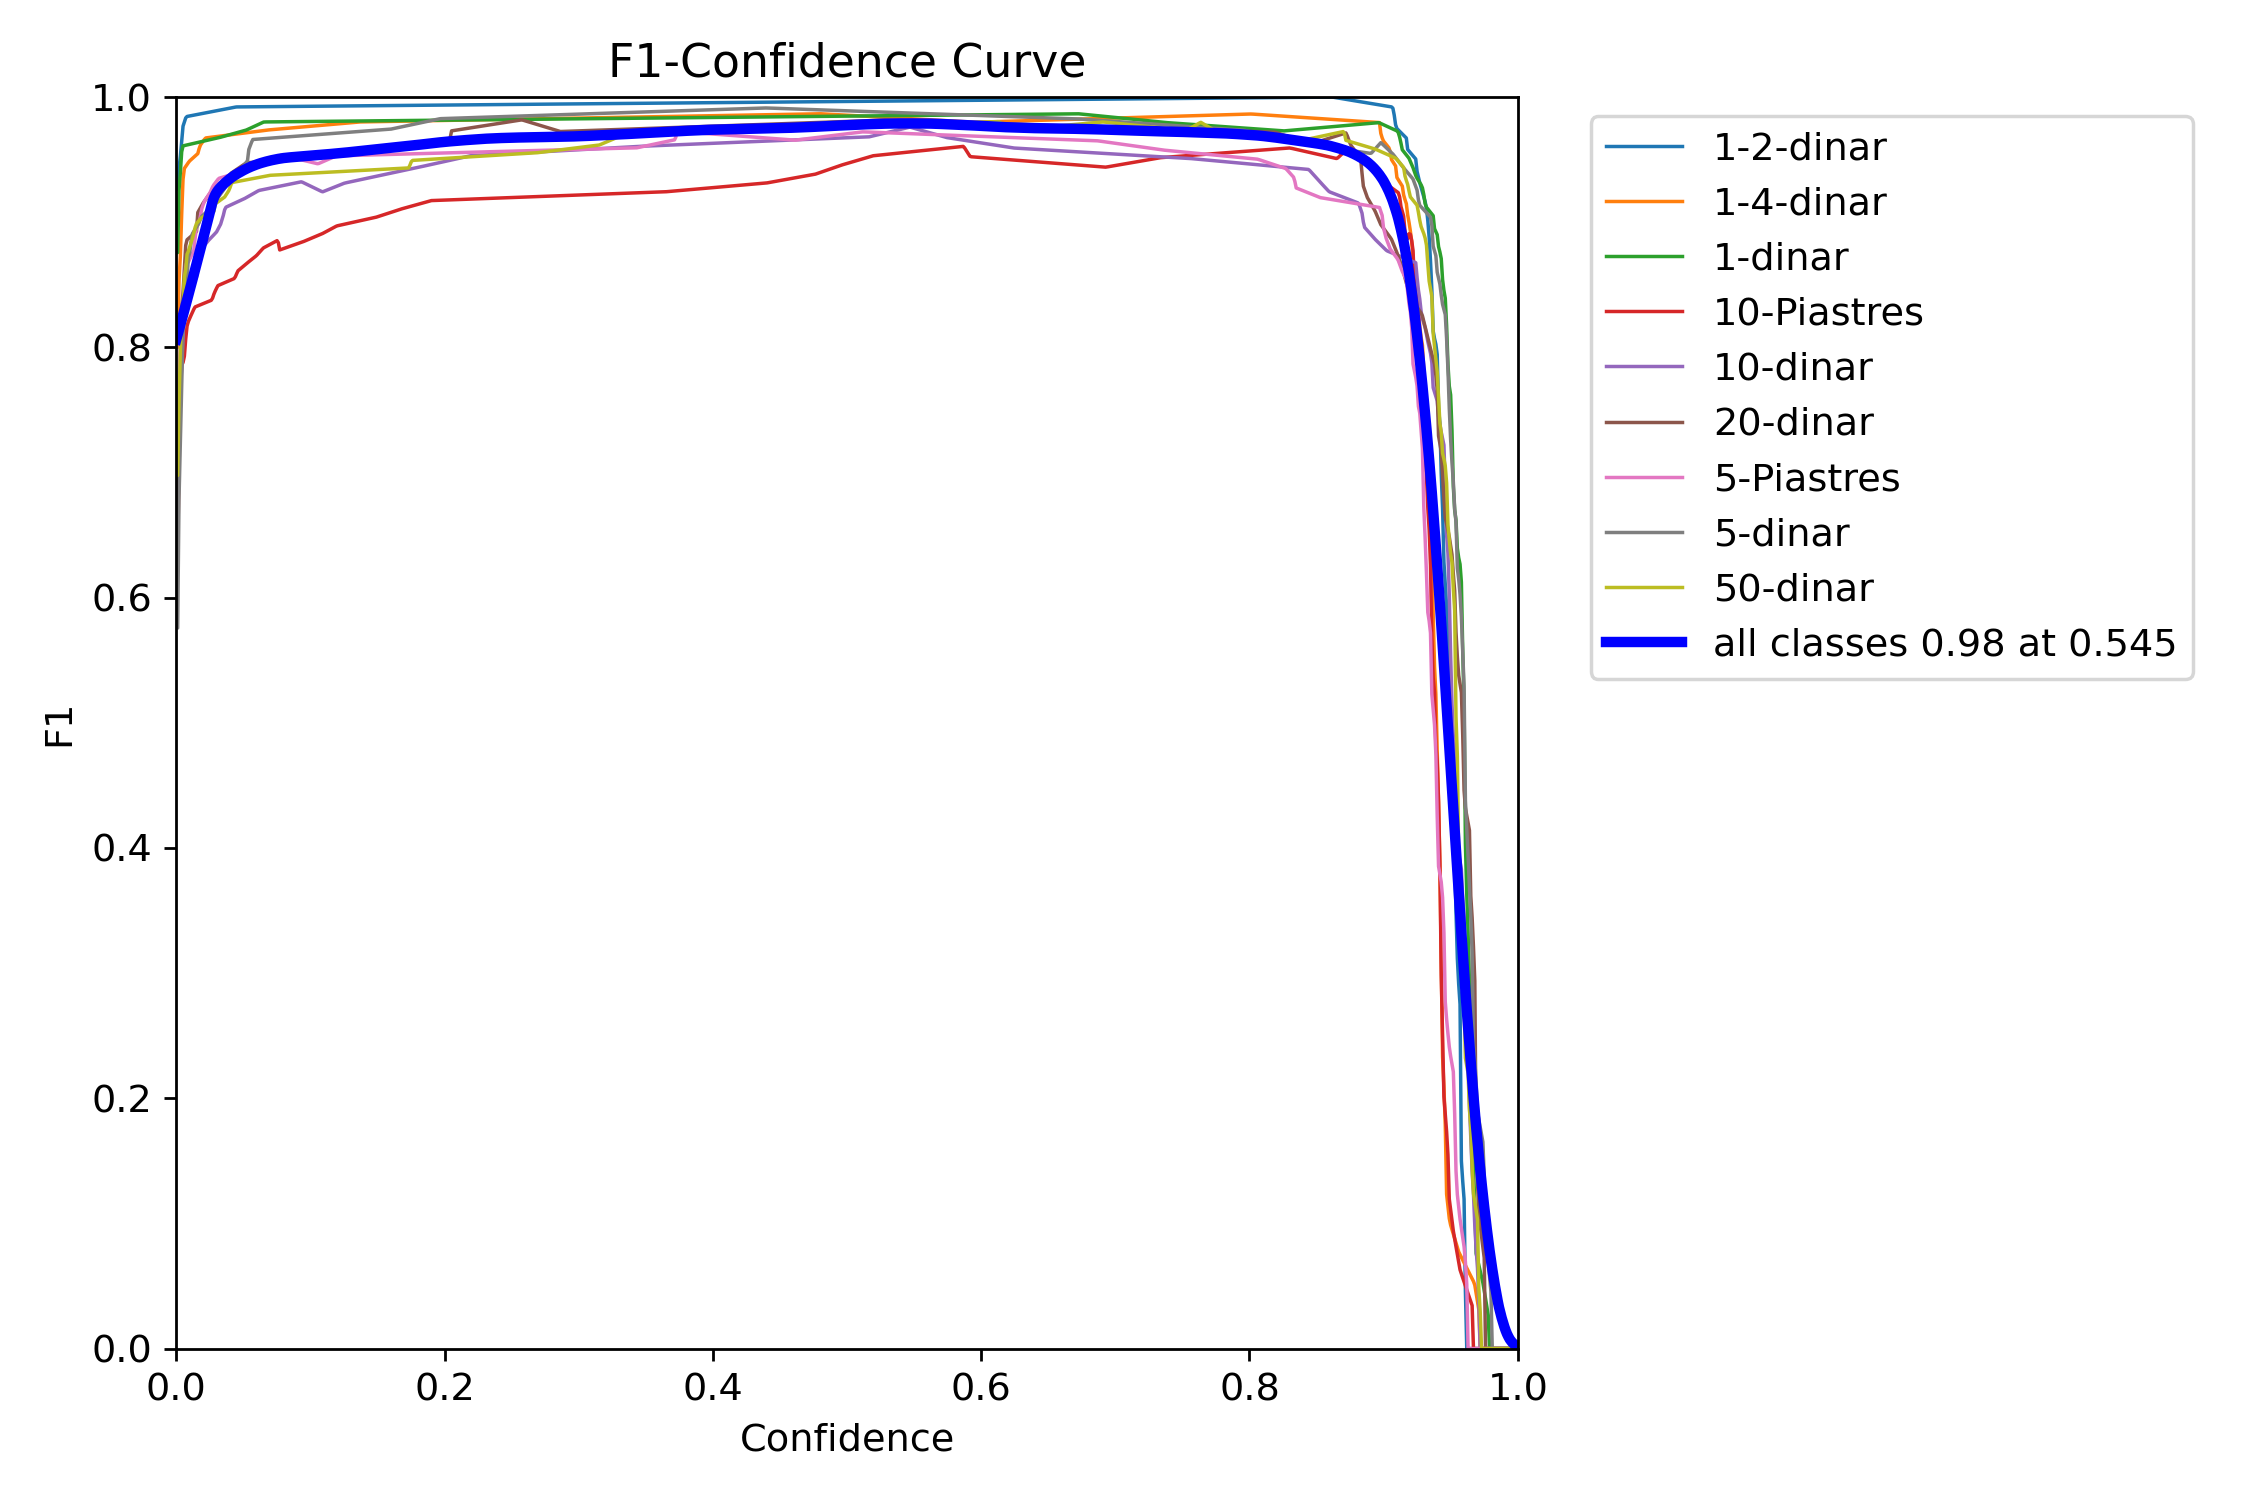 F1-Confidence Curve
1.0
0.8
0.6
0.4
0.2
0.0
F1
0.0 0.2 0.4 0.6 0.8 1.0
Confidence
1-2-dinar
1-4-dinar
1-dinar
10-Piastres
10-dinar
20-dinar
5-Piastres
5-dinar
50-dinar
all classes 0.98 at 0.545